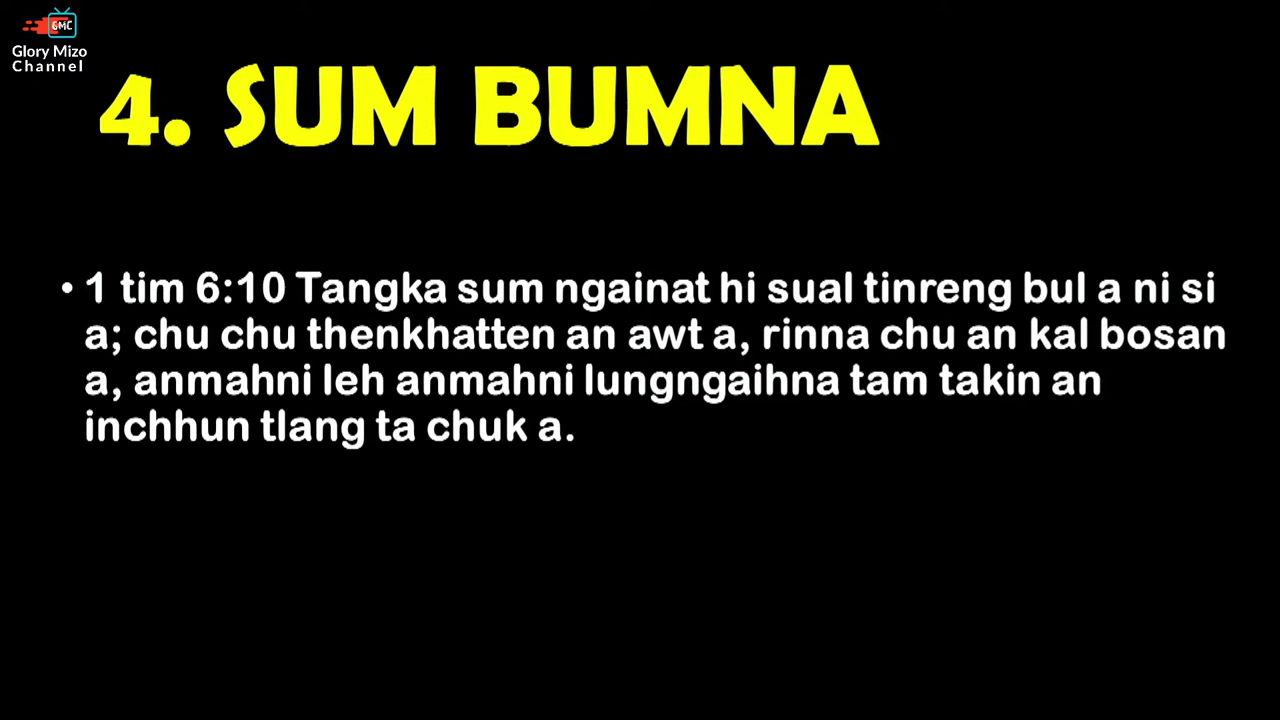 GMC
Glory Mizo
Channel
4. SUM BUMNA
• 1 tim 6:10 Tangka sum ngainat hi sual tinreng bul a ni si
a; chu chu thenkhatten an awt a, rinna chu an kal bosan
a, anmahni leh anmahni lungngaihna tam takin an
inchhun tlang ta chuk a.